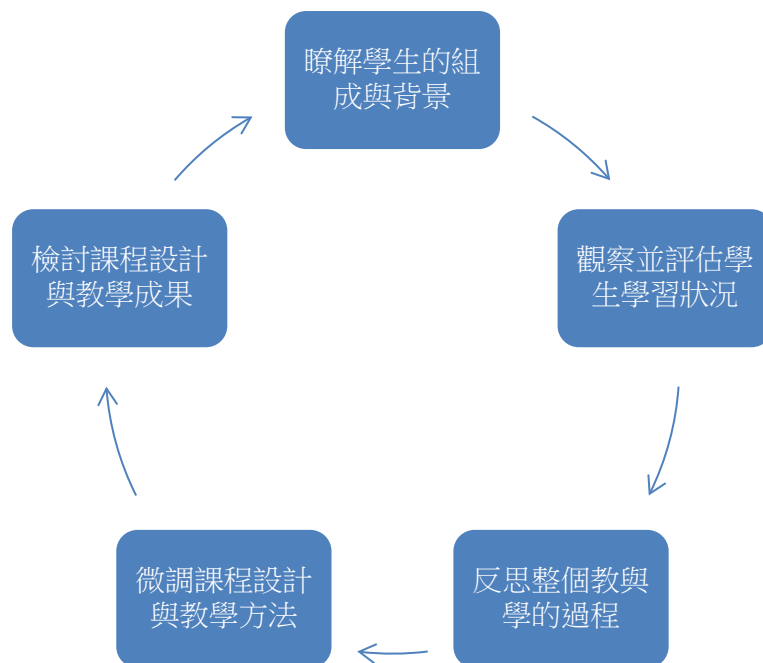 瞭解學生的組
成與背景
觀察並評估學
生學習狀況
反思整個教與
學的過程
微調課程設計
與教學方法
檢討課程設計
與教學成果